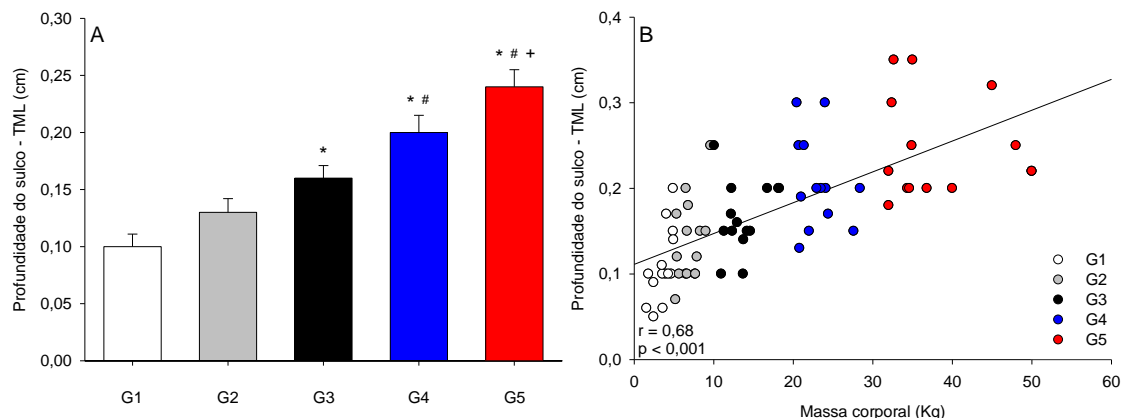 A
Profundidade do sulco - TML (cm)
0,30
0,25
0,20
0,15
0,10
0,05
0,00
*
* #
* # +
G1 G2 G3 G4 G5
B
Profundidade do sulco - TML (cm)
0,4
0,3
0,2
0,1
0,0
G1
G2
G3
G4
G5
r = 0,68
p < 0,001
0 10 20 30 40 50 60
Massa corporal (Kg)